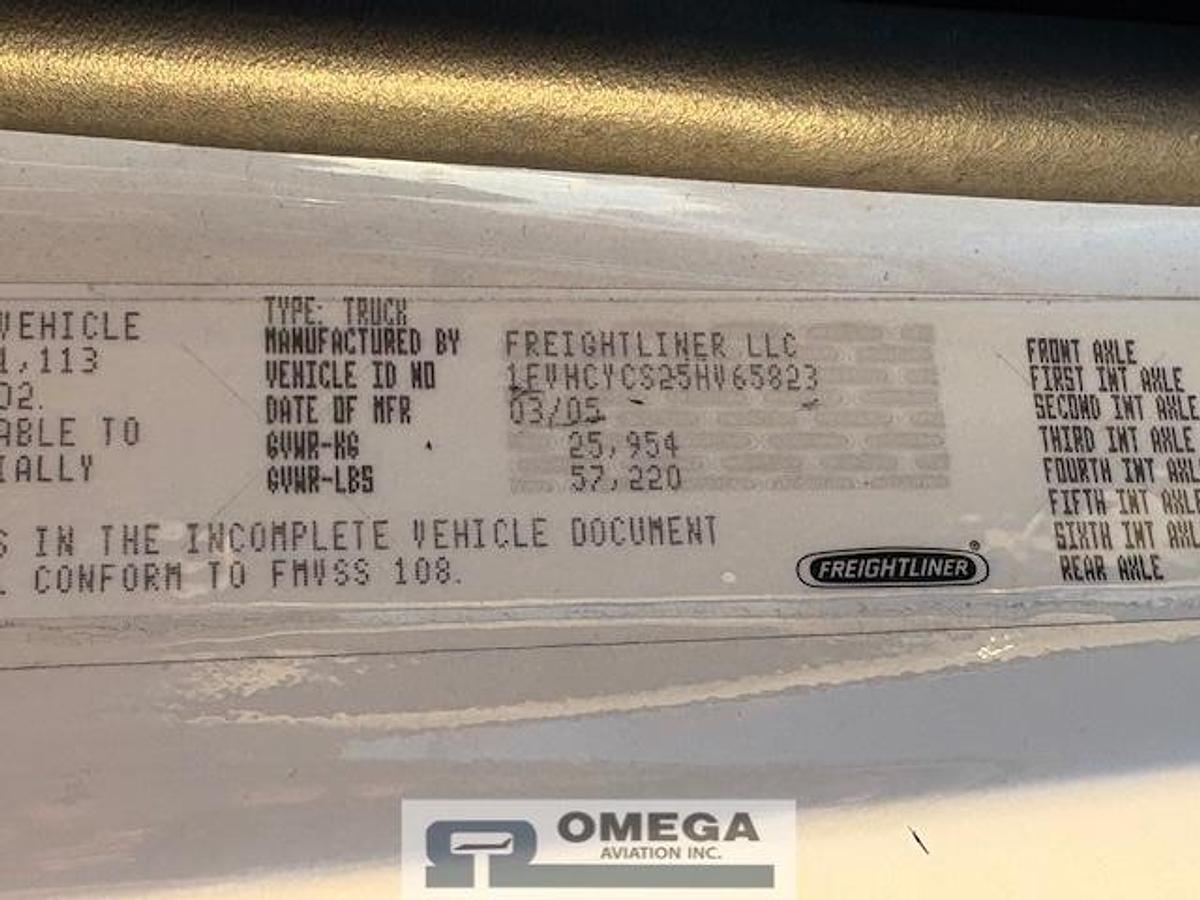 VEHICLE
1,113
02.
ABLE TO
IALLY
S IN THE INCOMPLETE VEHICLE DOCUMENT
L CONFORM TO FMVSS 108.
TYPE: TRUCK
MANUFACTURED BY FREIGHTLINER LLC
VEHICLE ID NO 1FVHCYCS25HV65823
DATE OF MFR 03/05
GVWR-KG 25,954
GVWR-LBS 57,220
FREIGHTLINER®
FRONT AXLE
FIRST INT AXLE
SECOND INT AXLE
THIRD INT AXLE
FOURTH INT AXL
FIFTH INT AXL
SIXTH INT AXL
REAR AXLE
OMEGA
AVIATION INC.